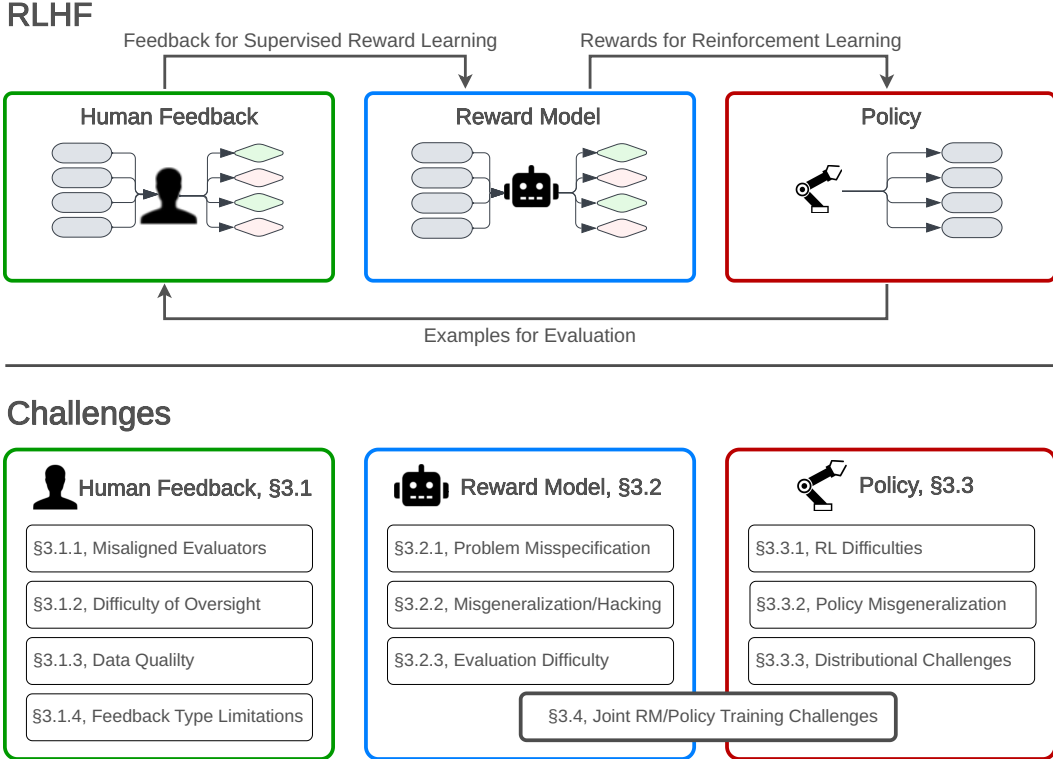 RLHF
Feedback for Supervised Reward Learning
Rewards for Reinforcement Learning
Human Feedback
Reward Model
Policy
Examples for Evaluation
Challenges
Human Feedback, §3.1
§3.1.1, Misaligned Evaluators
§3.1.2, Difficulty of Oversight
§3.1.3, Data Qualilty
§3.1.4, Feedback Type Limitations
Reward Model, §3.2
§3.2.1, Problem Misspecification
§3.2.2, Misgeneralization/Hacking
§3.2.3, Evaluation Difficulty
Policy, §3.3
§3.3.1, RL Difficulties
§3.3.2, Policy Misgeneralization
§3.3.3, Distributional Challenges
§3.4, Joint RM/Policy Training Challenges